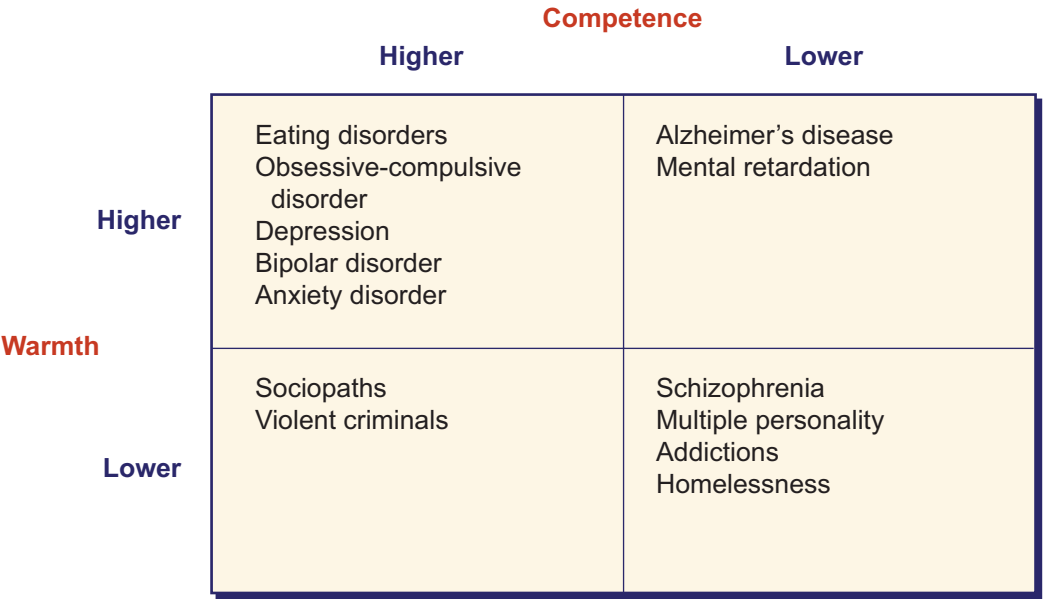 Competence
Higher
Lower
Higher
Eating disorders
Obsessive-compulsive
disorder
Depression
Bipolar disorder
Anxiety disorder
Alzheimer’s disease
Mental retardation
Warmth
Lower
Sociopaths
Violent criminals
Schizophrenia
Multiple personality
Addictions
Homelessness